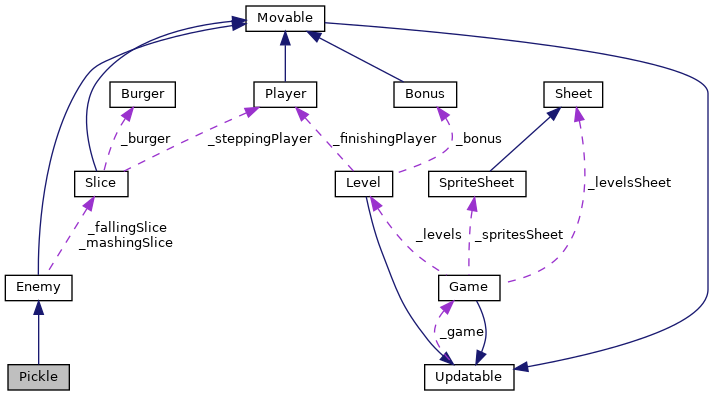 Movable
Burger
Player
Bonus
Sheet
_burger
_steppingPlayer
_finishingPlayer
_bonus
Slice
Level
SpriteSheet
_levelsSheet
_fallingSlice
_mashingSlice
_levels
_spritesSheet
Enemy
Game
_game
Pickle
Updatable